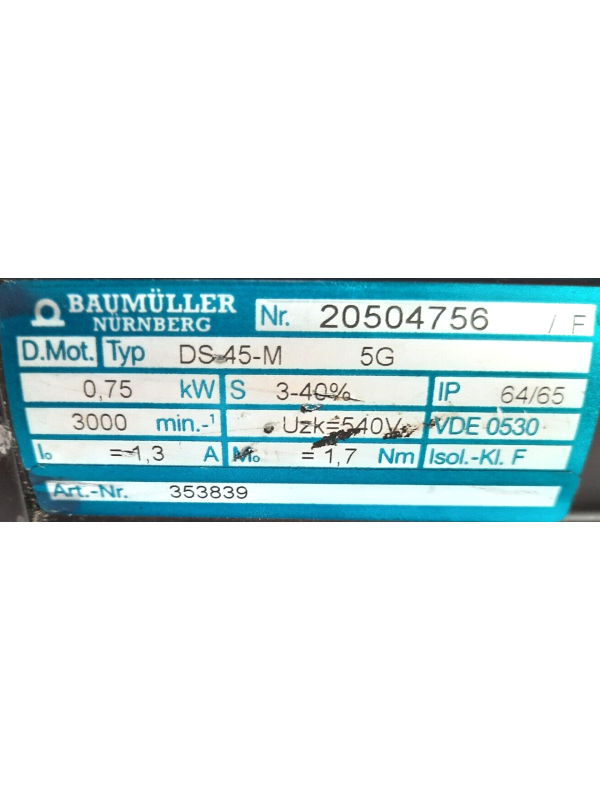 BAUMÜLLER
NÜRNBERG
Nr. 20504756 / F
D.Mot. Typ DS 45-M 5G
0,75 kW S 3-40% IP 64/65
3000 min.-¹ Uzk=540V VDE 0530
I₀ = 1,3 A M₀ = 1,7 Nm Isol.-Kl. F
Art.-Nr. 353839